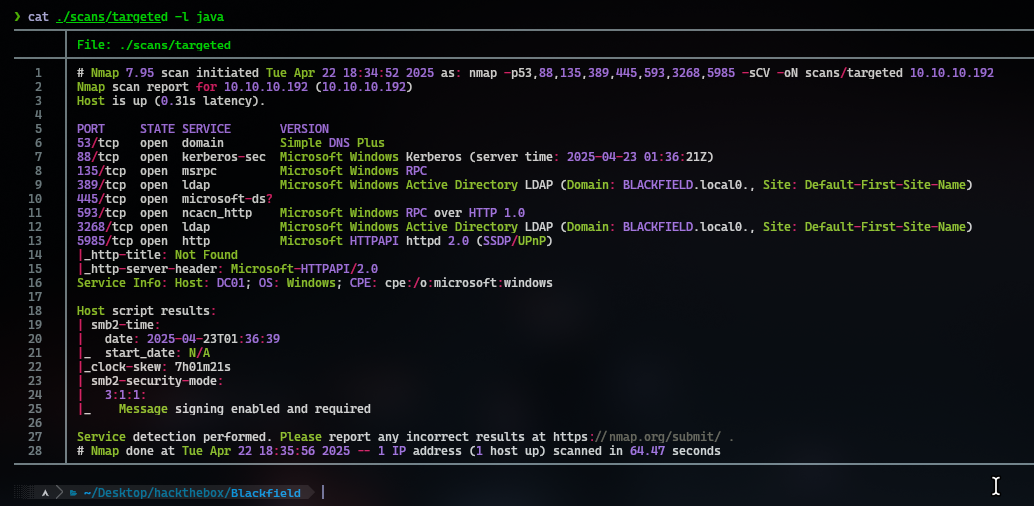 ❯ cat ./scans/targeted -l java
File: ./scans/targeted
1 # Nmap 7.95 scan initiated Tue Apr 22 18:34:52 2025 as: nmap -p53,88,135,389,445,593,3268,5985 -sCV -oN scans/targeted 10.10.10.192
2 Nmap scan report for 10.10.10.192 (10.10.10.192)
3 Host is up (0.31s latency).
4
5 PORT     STATE SERVICE       VERSION
6 53/tcp   open  domain        Simple DNS Plus
7 88/tcp   open  kerberos-sec  Microsoft Windows Kerberos (server time: 2025-04-23 01:36:21Z)
8 135/tcp  open  msrpc         Microsoft Windows RPC
9 389/tcp  open  ldap          Microsoft Windows Active Directory LDAP (Domain: BLACKFIELD.local0., Site: Default-First-Site-Name)
10 445/tcp  open  microsoft-ds?
11 593/tcp  open  ncacn_http    Microsoft Windows RPC over HTTP 1.0
12 3268/tcp open  ldap          Microsoft Windows Active Directory LDAP (Domain: BLACKFIELD.local0., Site: Default-First-Site-Name)
13 5985/tcp open  http          Microsoft HTTPAPI httpd 2.0 (SSDP/UPnP)
14 |_http-title: Not Found
15 |_http-server-header: Microsoft-HTTPAPI/2.0
16 Service Info: Host: DC01; OS: Windows; CPE: cpe:/o:microsoft:windows
17
18 Host script results:
19 | smb2-time:
20 |   date: 2025-04-23T01:36:39
21 |_  start_date: N/A
22 |_clock-skew: 7h01m21s
23 | smb2-security-mode:
24 |   3:1:1:
25 |_    Message signing enabled and required
26
27 Service detection performed. Please report any incorrect results at https://nmap.org/submit/ .
28 # Nmap done at Tue Apr 22 18:35:56 2025 -- 1 IP address (1 host up) scanned in 64.47 seconds
~/Desktop/hackthebox/Blackfield